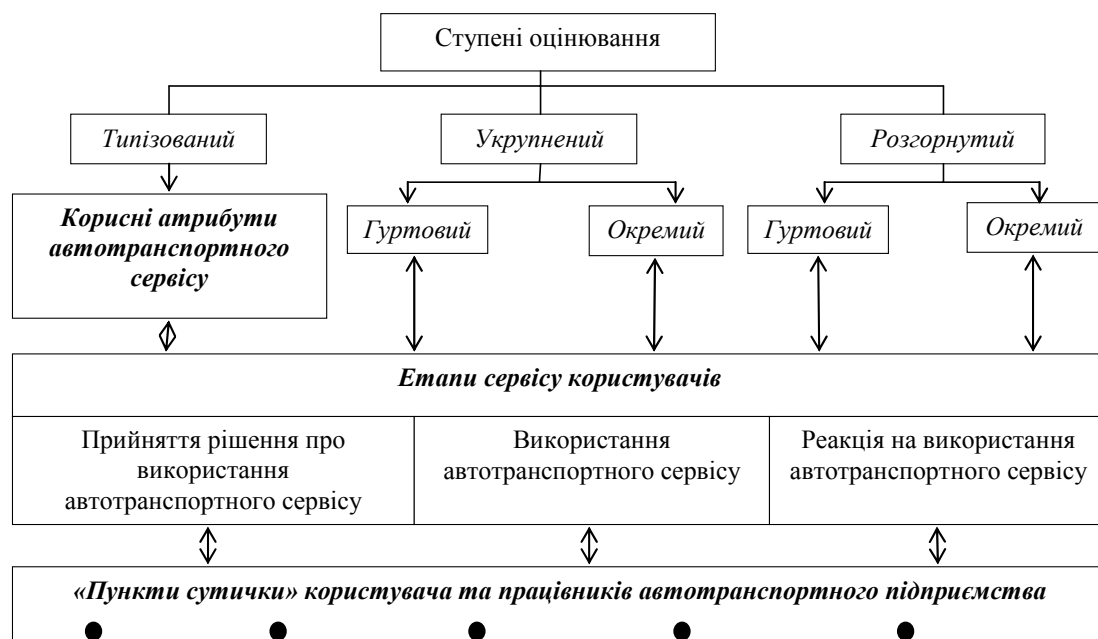 Ступені оцінювання
Типізований
Укрупнений
Розгорнутий
Корисні атрибути
автотранспортного
сервісу
Гуртовий
Окремий
Гуртовий
Окремий
Етапи сервісу користувачів
Прийняття рішення про
використання
автотранспортного сервісу
Використання
автотранспортного сервісу
Реакція на використання
автотранспортного сервісу
«Пункти сутички» користувача та працівників автотранспортного підприємства